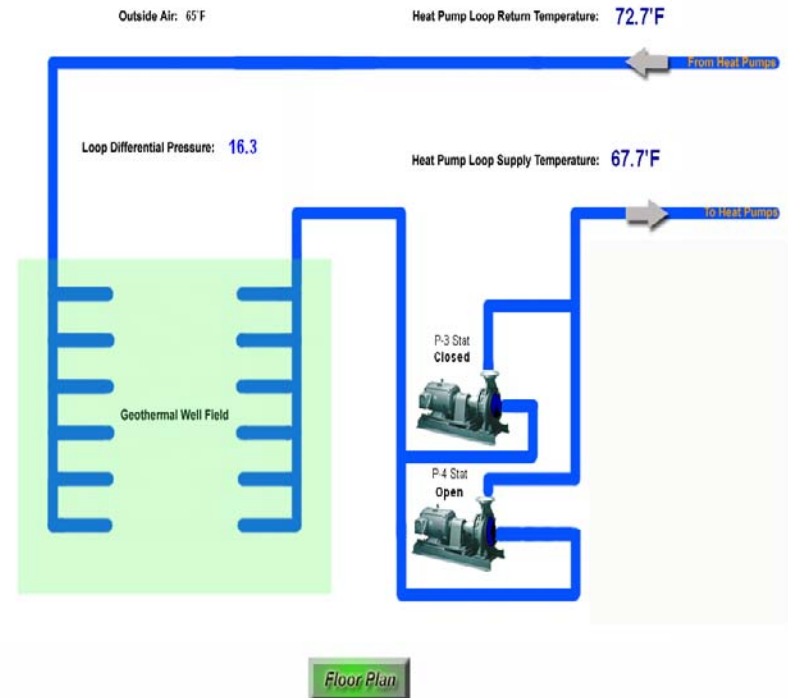 Outside Air: 65°F
Heat Pump Loop Return Temperature: 72.7'F
From Heat Pumps
Loop Differential Pressure: 16.3
Heat Pump Loop Supply Temperature: 67.7'F
To Heat Pumps
P-3 Stat
Closed
Geothermal Well Field
P-4 Stat
Open
Floor Plan